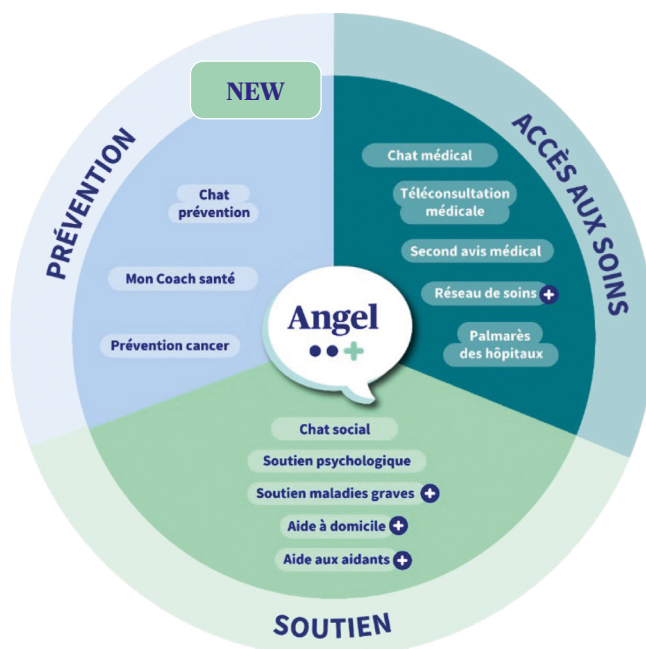 NEW
PRÉVENTION
Chat
prévention
Mon Coach santé
Prévention cancer
ACCÈS AUX SOINS
Chat médical
Téléconsultation
médicale
Second avis médical
Réseau de soins +
Palmarès
des hôpitaux
Angel
Chat social
Soutien psychologique
Soutien maladies graves +
Aide à domicile +
Aide aux aidants +
SOUTIEN